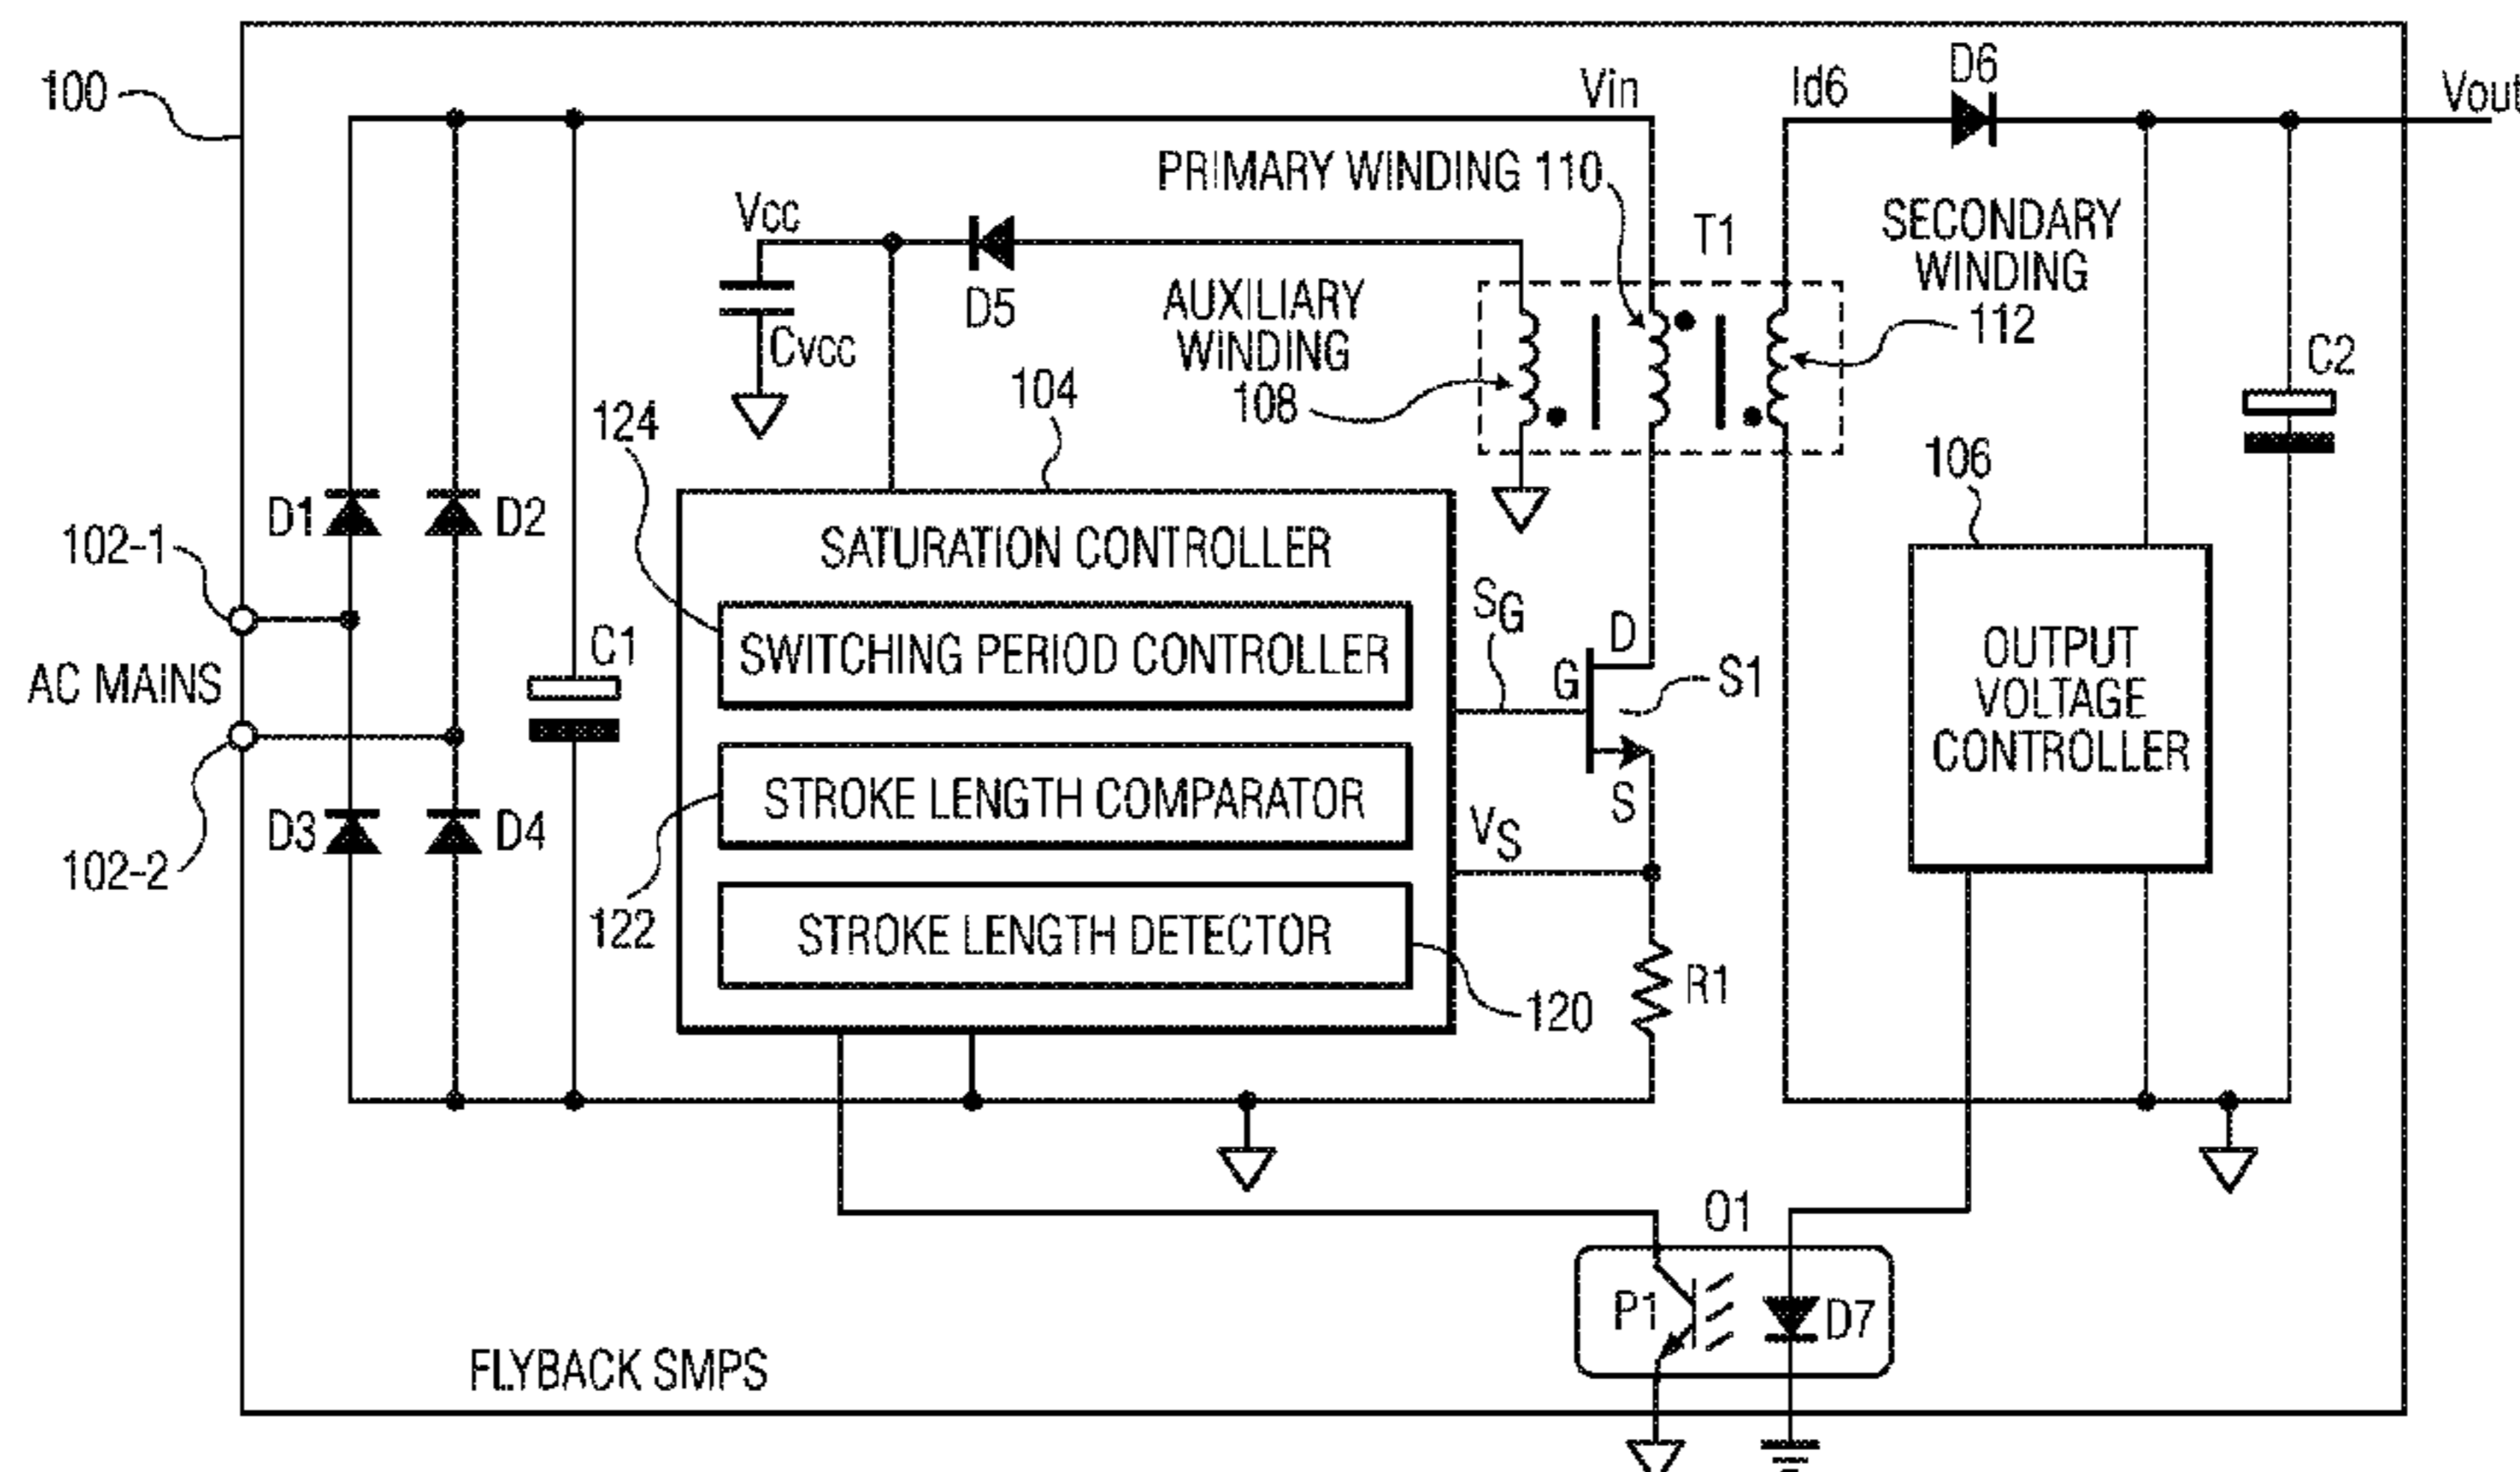 100
Vin
Id6
D6
Vout
PRIMARY WINDING 110
Vcc
T1
SECONDARY
WINDING
112
D5
AUXILIARY
WINDING
108
Cvcc
C2
124
104
106
D1
D2
SATURATION CONTROLLER
102-1
SG
SWITCHING PERIOD CONTROLLER
D
G
S1
C1
AC MAINS
OUTPUT
VOLTAGE
CONTROLLER
STROKE LENGTH COMPARATOR
S
VS
D3
D4
102-2
122
STROKE LENGTH DETECTOR
R1
120
O1
P1
D7
FLYBACK SMPS